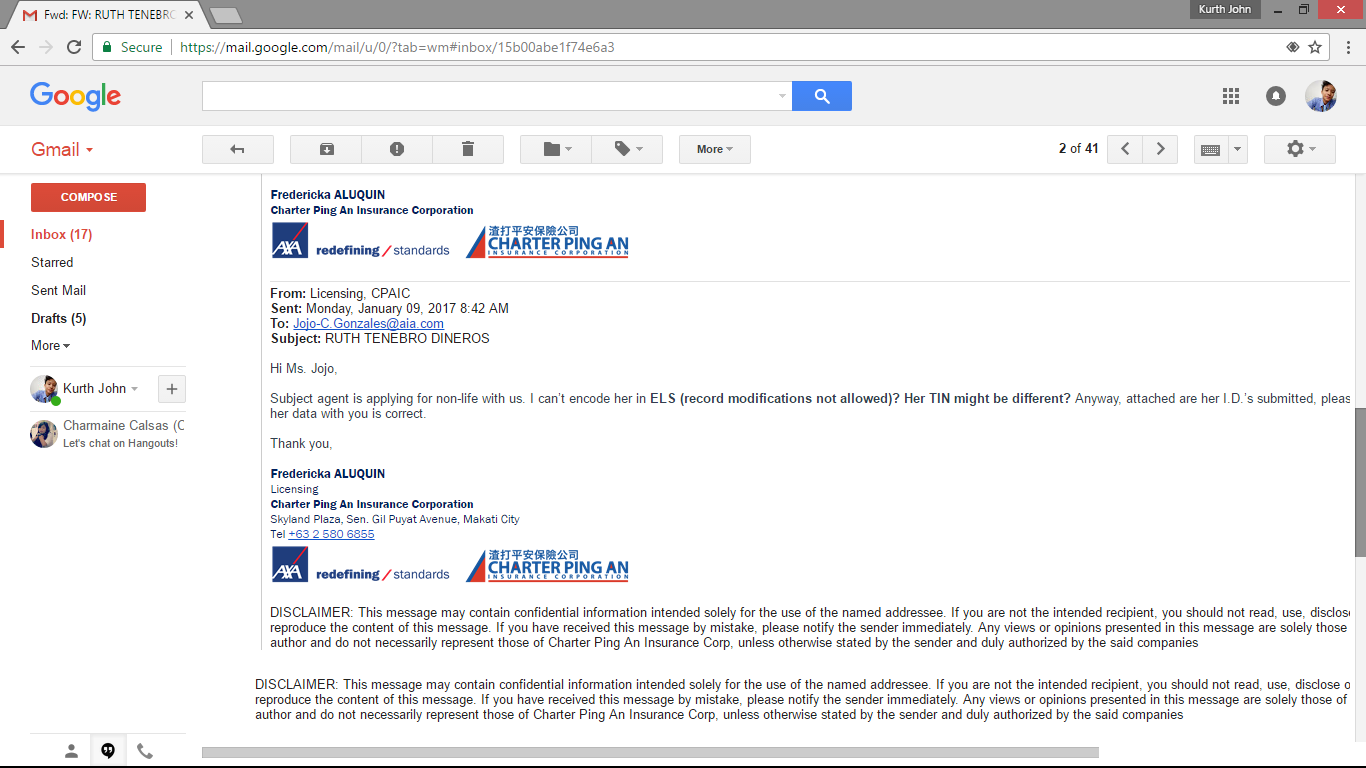 Fwd: FW: RUTH TENEBRO
Kurth John
Secure
https://mail.google.com/mail/u/0/?tab=wm#inbox/15b00abe1f74e6a3
Google
Gmail
More
2 of 41
COMPOSE
Inbox (17)
Starred
Sent Mail
Drafts (5)
More
Kurth John
Charmaine Calsas (C
Let's chat on Hangouts!
Fredericka ALUQUIN
Charter Ping An Insurance Corporation
AXA redefining / standards
渣打平安保險公司
CHARTER PING AN
INSURANCE CORPORATION
From: Licensing, CPAIC
Sent: Monday, January 09, 2017 8:42 AM
To: Jojo-C.Gonzales@aia.com
Subject: RUTH TENEBRO DINEROS
Hi Ms. Jojo,
Subject agent is applying for non-life with us. I can't encode her in ELS (record modifications not allowed)? Her TIN might be different? Anyway, attached are her I.D.'s submitted, pleas
her data with you is correct.
Thank you,
Fredericka ALUQUIN
Licensing
Charter Ping An Insurance Corporation
Skyland Plaza, Sen. Gil Puyat Avenue, Makati City
Tel +63 2 580 6855
AXA redefining / standards
渣打平安保險公司
CHARTER PING AN
INSURANCE CORPORATION
DISCLAIMER: This message may contain confidential information intended solely for the use of the named addressee. If you are not the intended recipient, you should not read, use, disclose
reproduce the content of this message. If you have received this message by mistake, please notify the sender immediately. Any views or opinions presented in this message are solely those
author and do not necessarily represent those of Charter Ping An Insurance Corp, unless otherwise stated by the sender and duly authorized by the said companies
DISCLAIMER: This message may contain confidential information intended solely for the use of the named addressee. If you are not the intended recipient, you should not read, use, disclose o
reproduce the content of this message. If you have received this message by mistake, please notify the sender immediately. Any views or opinions presented in this message are solely those of
author and do not necessarily represent those of Charter Ping An Insurance Corp, unless otherwise stated by the sender and duly authorized by the said companies